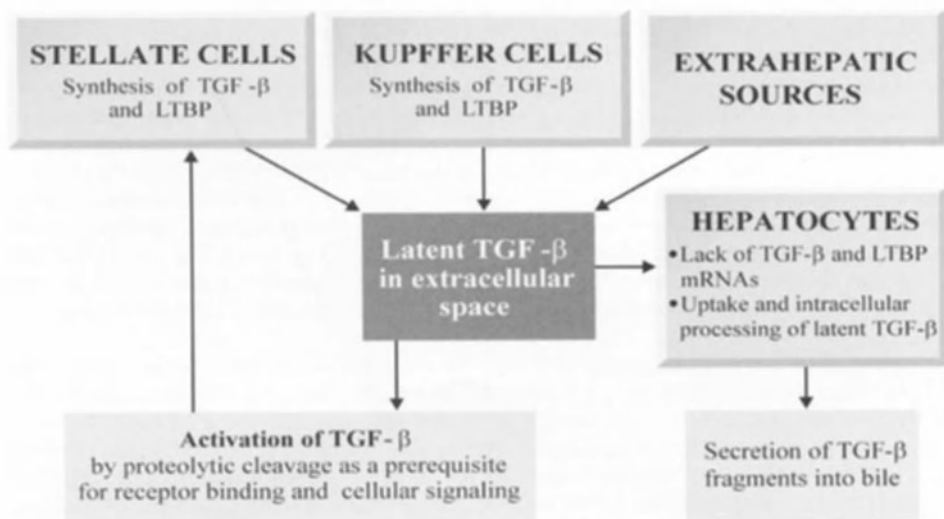 STELLATE CELLS
Synthesis of TGF-β
and LTBP
KUPFFER CELLS
Synthesis of TGF-β
and LTBP
EXTRAHEPATIC
SOURCES
Latent TGF-β
in extracellular
space
HEPATOCYTES
•Lack of TGF-β and LTBP
mRNAs
•Uptake and intracellular
processing of latent TGF-β
Activation of TGF-β
by proteolytic cleavage as a prerequisite
for receptor binding and cellular signaling
Secretion of TGF-β
fragments into bile